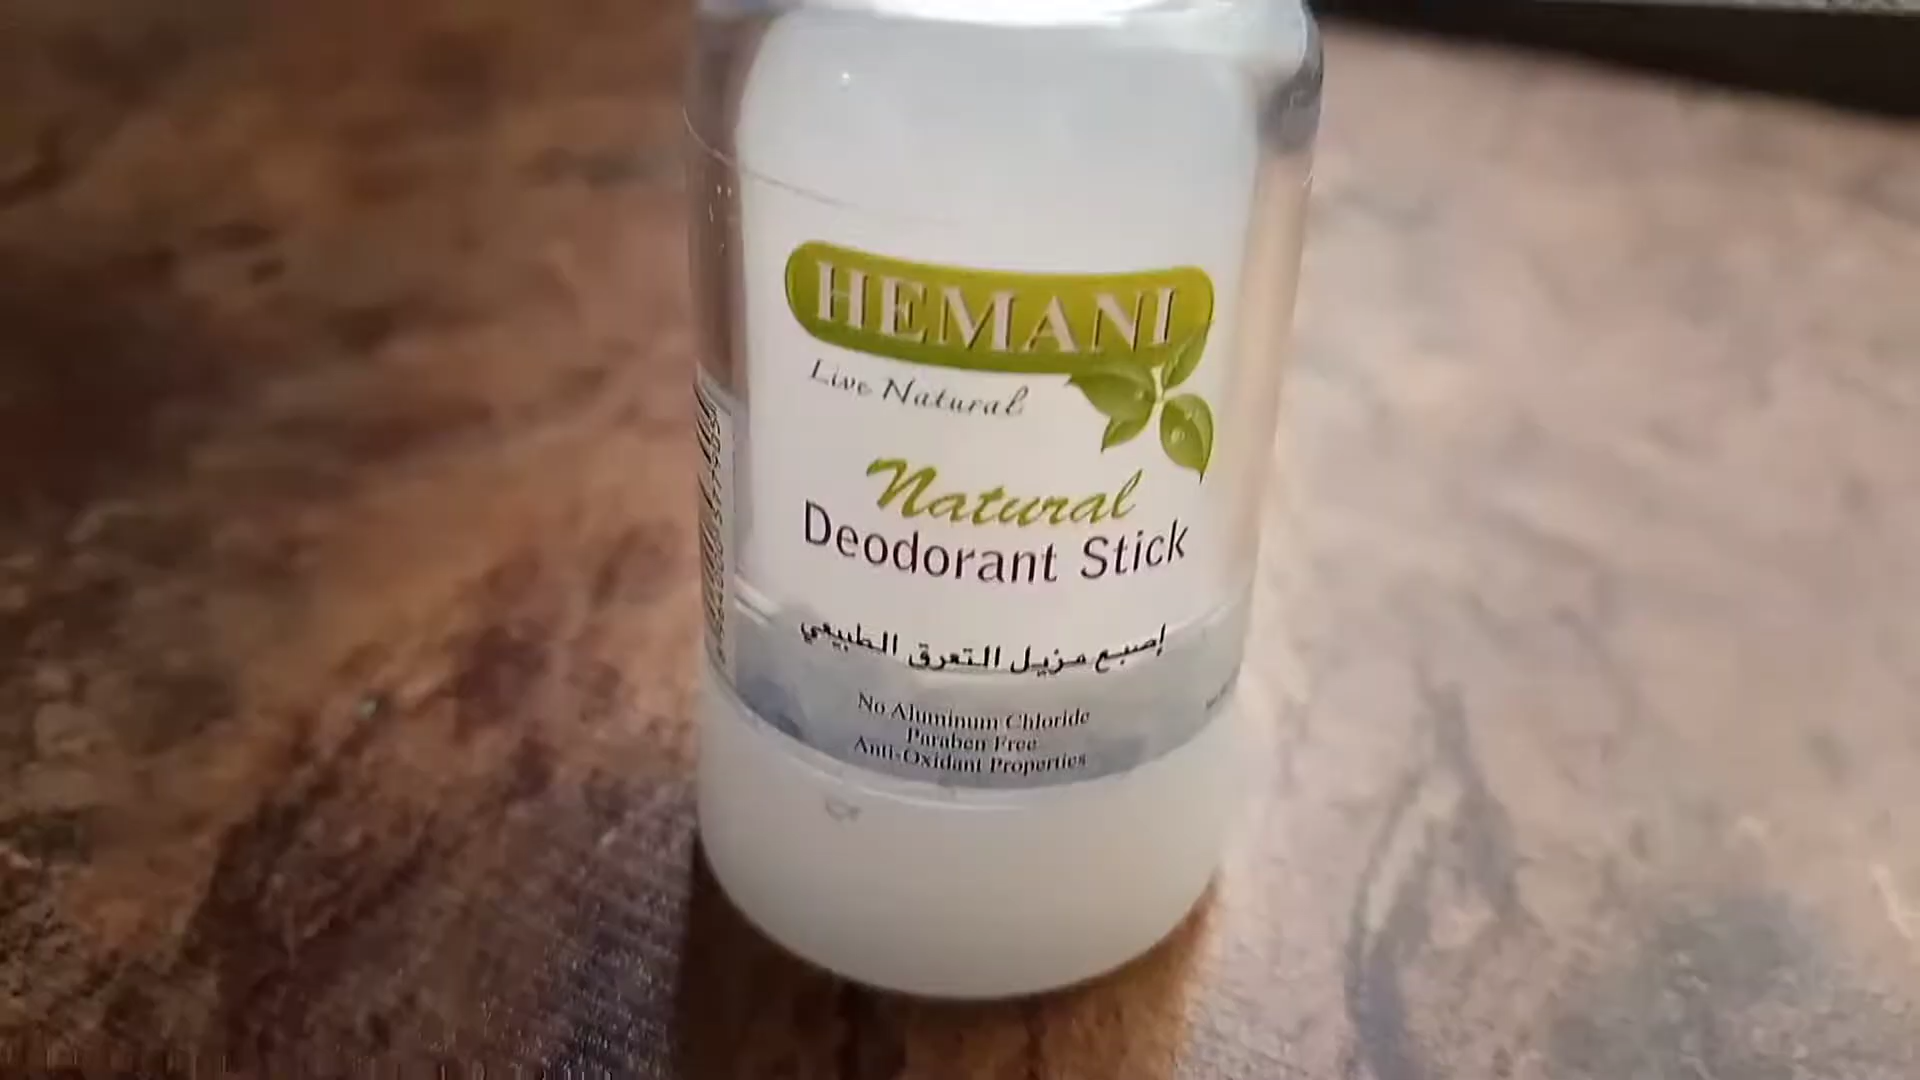 HEMANI
Live Natural
Natural
Deodorant Stick
إصبع مزيل التعرق الطبيعي
No Aluminum Chloride
Paraben Free
Anti-Oxidant Properties